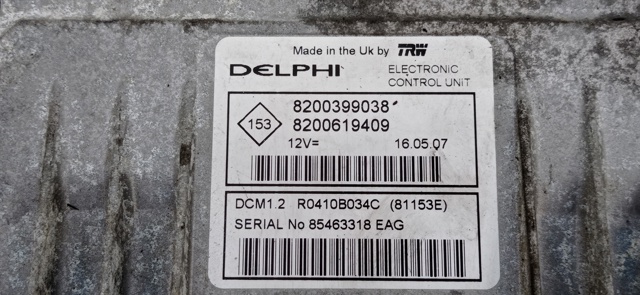 Made in the Uk by TRW
DELPHI ELECTRONIC
CONTROL UNIT
153
8200399038
8200619409
12V= 16.05.07
DCM1.2 R0410B034C (81153E)
SERIAL No 85463318 EAG